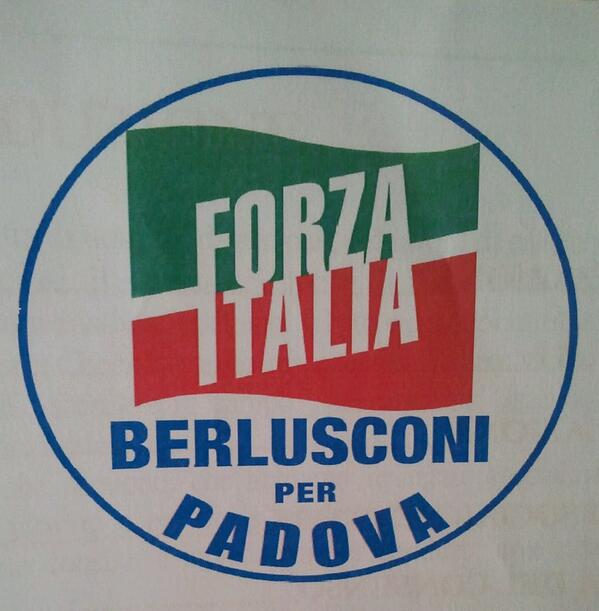 FORZA
ITALIA
BERLUSCONI
PER
PADOVA